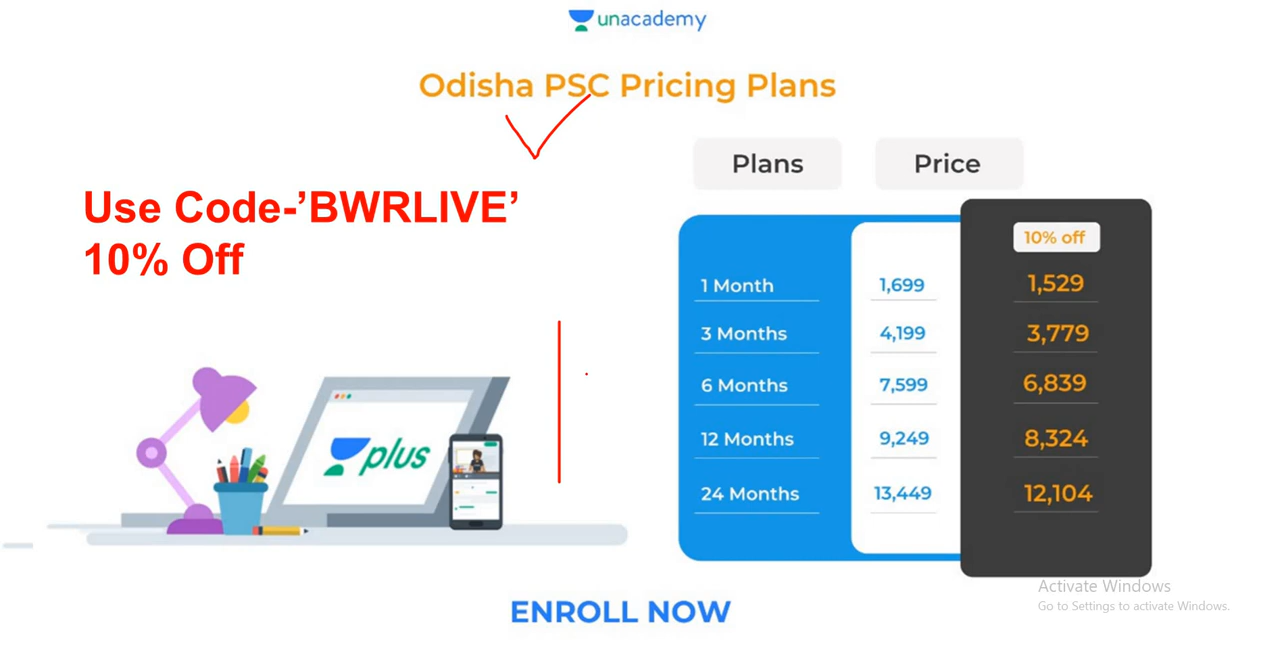 unacademy
Odisha PSC Pricing Plans
Use Code-’BWRLIVE’
10% Off
Plans Price
10% off
1 Month 1,699 1,529
3 Months 4,199 3,779
6 Months 7,599 6,839
12 Months 9,249 8,324
24 Months 13,449 12,104
plus
ENROLL NOW
Activate Windows
Go to Settings to activate Windows.